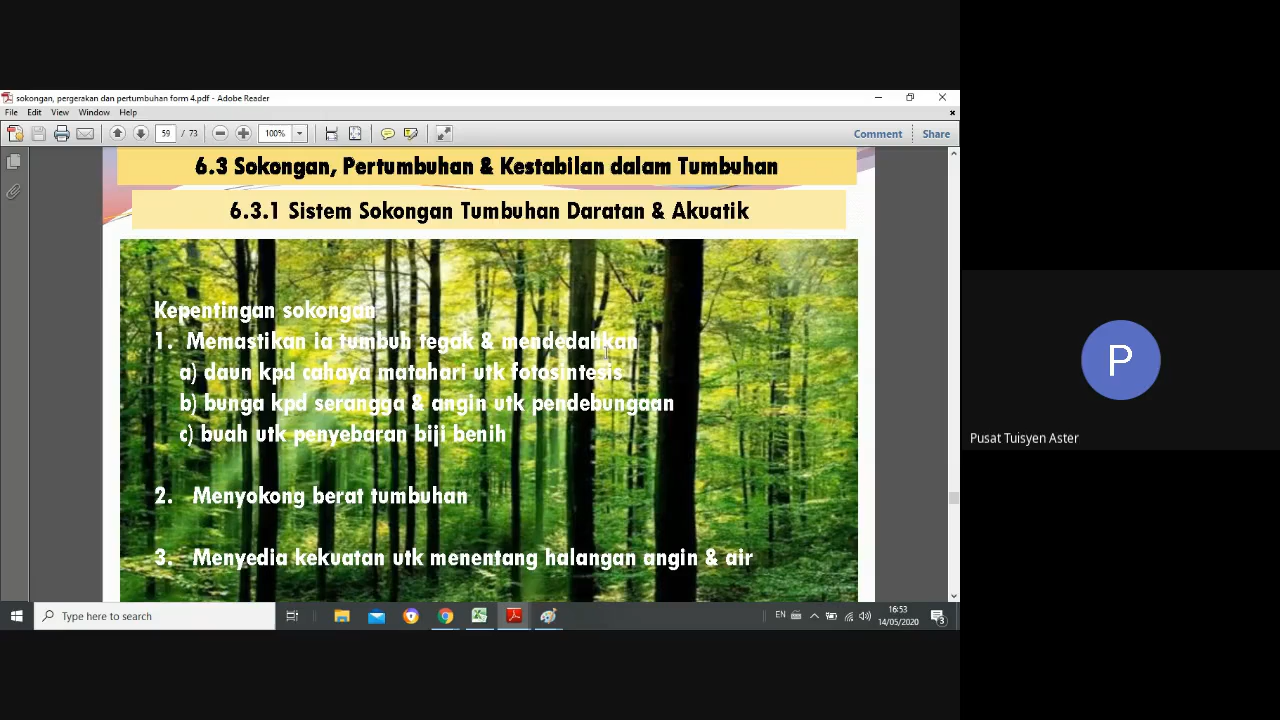 sokongan, pergerakan dan pertumbuhan form 4.pdf - Adobe Reader
File Edit View Window Help
59 / 73 100% Comment Share
6.3 Sokongan, Pertumbuhan & Kestabilan dalam Tumbuhan
6.3.1 Sistem Sokongan Tumbuhan Daratan & Akuatik
Kepentingan sokongan
1. Memastikan ia tumbuh tegak & mendedahkan
a) daun kpd cahaya matahari utk fotosintesis
b) bunga kpd serangga & angin utk pendebungaan
c) buah utk penyebaran biji benih
2. Menyokong berat tumbuhan
3. Menyedia kekuatan utk menentang halangan angin & air
Type here to search
EN
16:53
14/05/2020
3
P
Pusat Tuisyen Aster